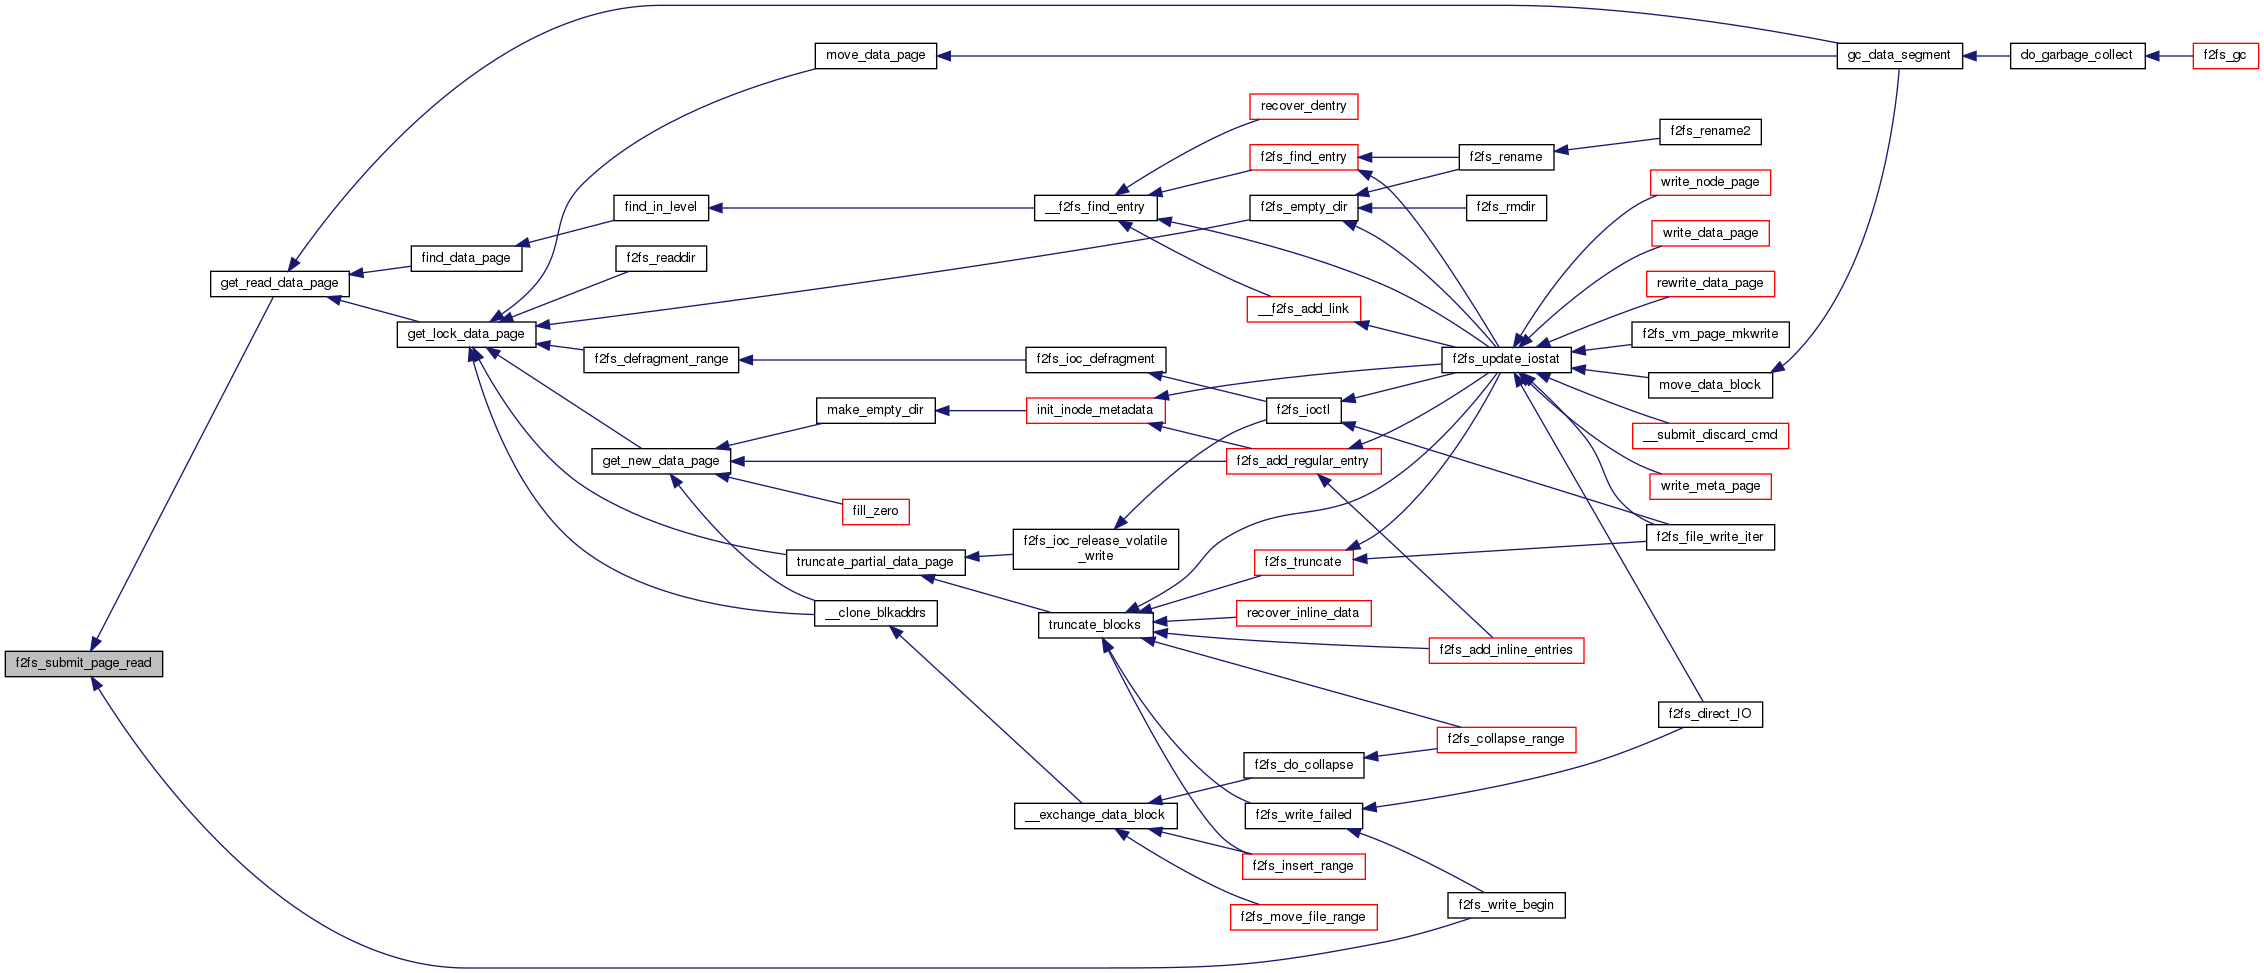 move_data_page
gc_data_segment
do_garbage_collect
f2fs_gc
recover_dentry
f2fs_rename2
f2fs_find_entry
f2fs_rename
write_node_page
find_in_level
__f2fs_find_entry
f2fs_empty_dir
f2fs_rmdir
write_data_page
find_data_page
f2fs_readdir
get_read_data_page
rewrite_data_page
__f2fs_add_link
get_lock_data_page
f2fs_vm_page_mkwrite
f2fs_defragment_range
f2fs_ioc_defragment
f2fs_update_iostat
move_data_block
make_empty_dir
init_inode_metadata
f2fs_ioctl
__submit_discard_cmd
get_new_data_page
f2fs_add_regular_entry
write_meta_page
fill_zero
f2fs_ioc_release_volatile
_write
f2fs_file_write_iter
truncate_partial_data_page
f2fs_truncate
__clone_blkaddrs
truncate_blocks
recover_inline_data
f2fs_add_inline_entries
f2fs_submit_page_read
f2fs_direct_IO
f2fs_collapse_range
f2fs_do_collapse
__exchange_data_block
f2fs_write_failed
f2fs_insert_range
f2fs_write_begin
f2fs_move_file_range